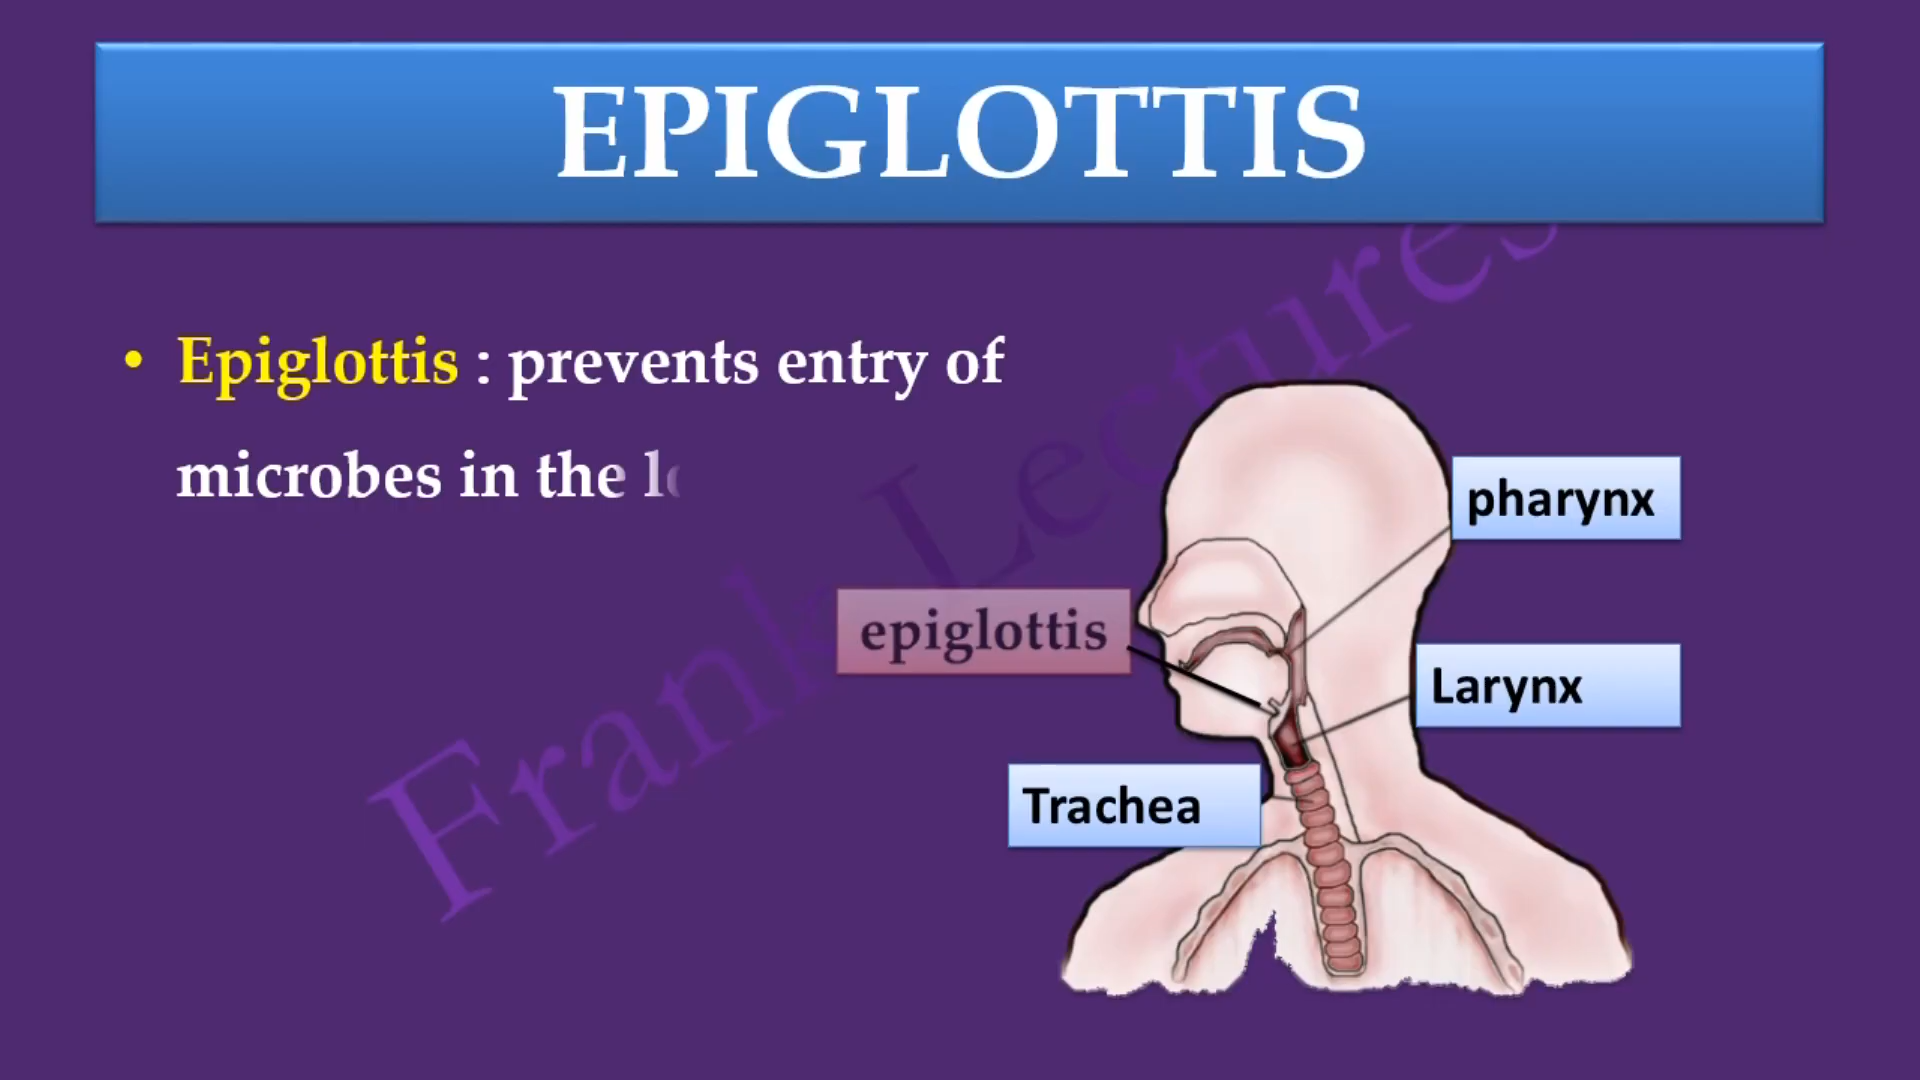 EPIGLOTTIS
• Epiglottis : prevents entry of
microbes in the
pharynx
epiglottis
Larynx
Trachea
Frank Lectures